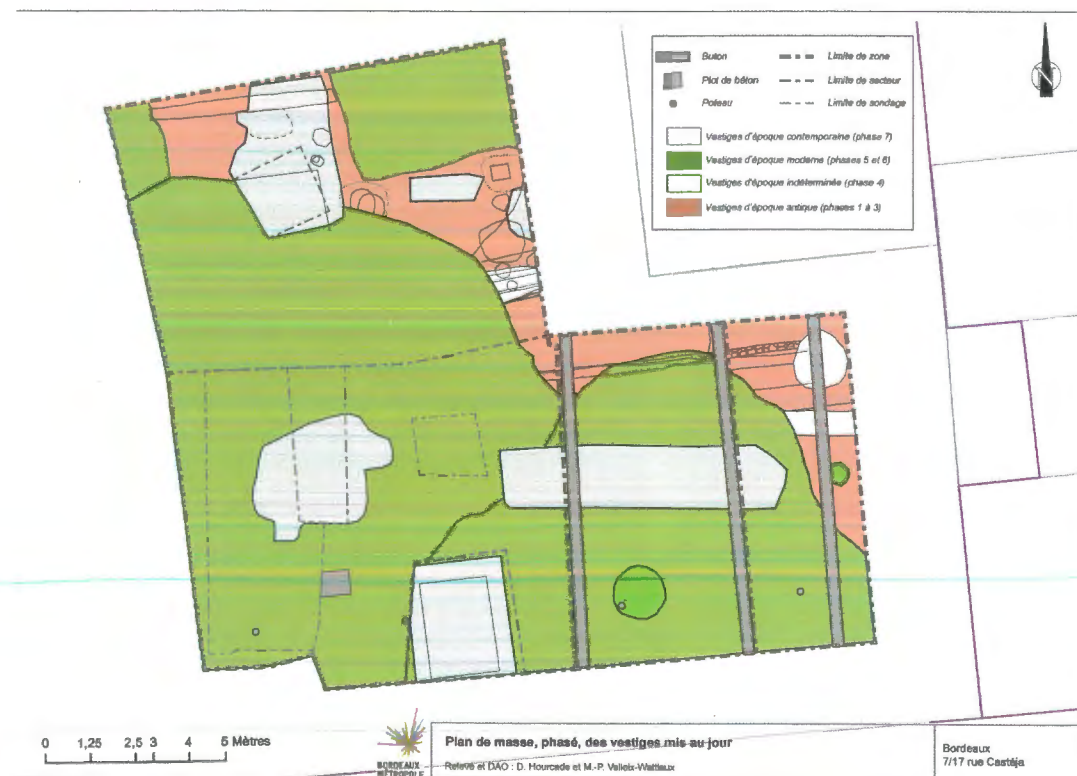 Buton
Limite de zone
Plot de béton
Limite de secteur
Poteau
Limite de sondage
Vestiges d'époque contemporaine (phase 7)
Vestiges d'époque moderne (phases 5 et 6)
Vestiges d'époque indéterminée (phase 4)
Vestiges d'époque antique (phases 1 à 3)
N
0 1,25 2,5 3 4 5 Mètres
BORDEAUX
MÉTROPOLE
Plan de masse, phasé, des vestiges mis au jour
Relevé et DAO : D. Hourcade et M.-P. Valleix-Wattiaux
Bordeaux
7/17 rue Castéja